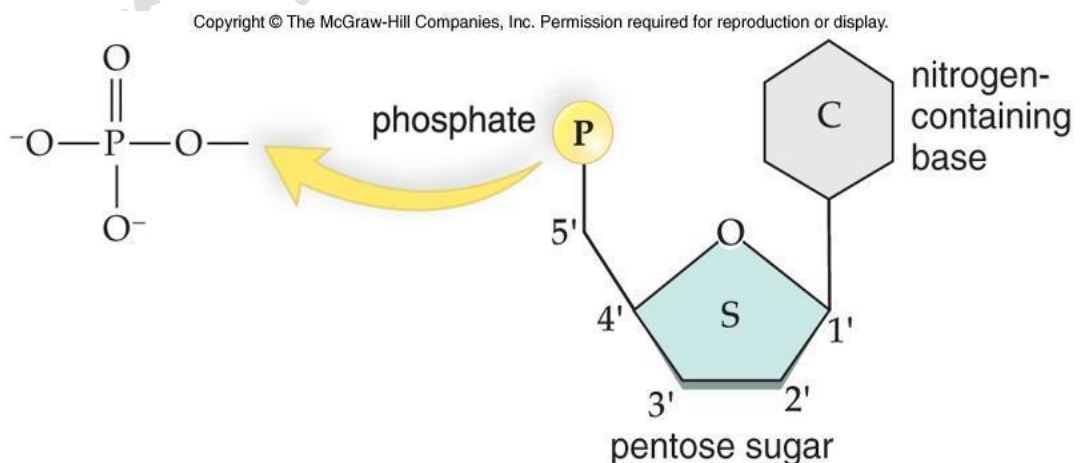 Copyright © The McGraw-Hill Companies, Inc. Permission required for reproduction or display.
O
⁻O—P—O—
O⁻
phosphate
P
C
nitrogen-
containing
base
5'
O
4'
S
1'
3'
2'
pentose sugar